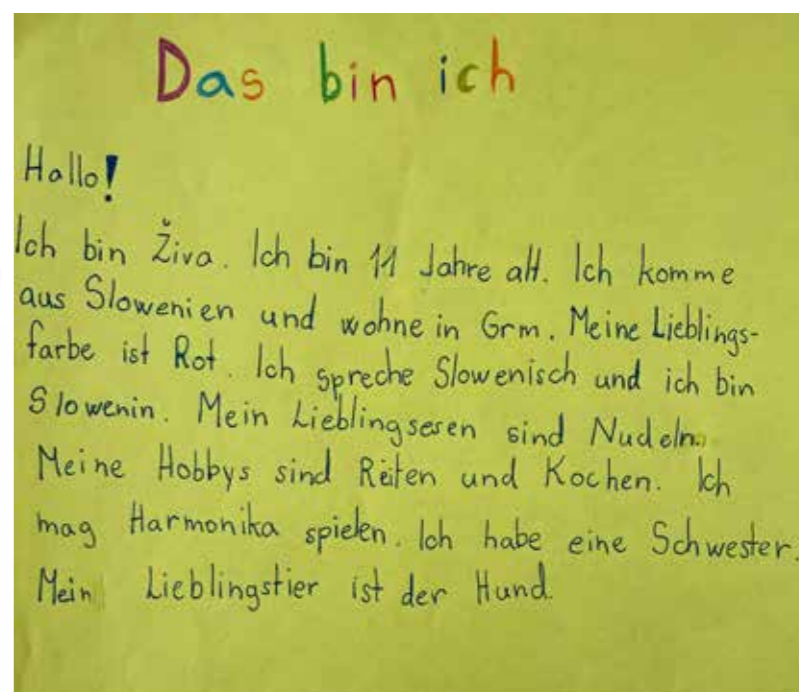 Das bin ich
Hallo!
Ich bin Živa. Ich bin 11 Jahre alt. Ich komme
aus Slowenien und wohne in Grm. Meine Lieblings-
farbe ist Rot. Ich spreche Slowenisch und ich bin
Slowenin. Mein Lieblingsesen sind Nudeln.
Meine Hobbys sind Reiten und Kochen. Ich
mag Harmonika spielen. Ich habe eine Schwester.
Mein Lieblingstier ist der Hund.